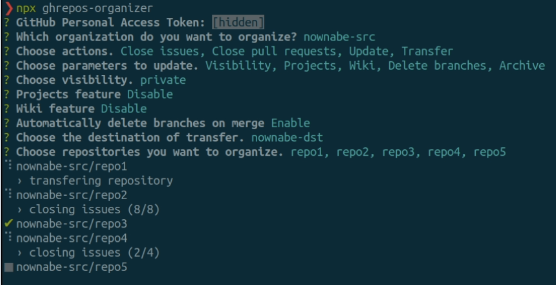 ❯ npx ghrepos-organizer
? GitHub Personal Access Token: [hidden]
? Which organization do you want to organize? nownabe-src
? Choose actions. Close issues, Close pull requests, Update, Transfer
? Choose parameters to update. Visibility, Projects, Wiki, Delete branches, Archive
? Choose visibility. private
? Projects feature Disable
? Wiki feature Disable
? Automatically delete branches on merge Enable
? Choose the destination of transfer. nownabe-dst
? Choose repositories you want to organize. repo1, repo2, repo3, repo4, repo5
nownabe-src/repo1
› transfering repository
nownabe-src/repo2
› closing issues (8/8)
✔ nownabe-src/repo3
nownabe-src/repo4
› closing issues (2/4)
nownabe-src/repo5